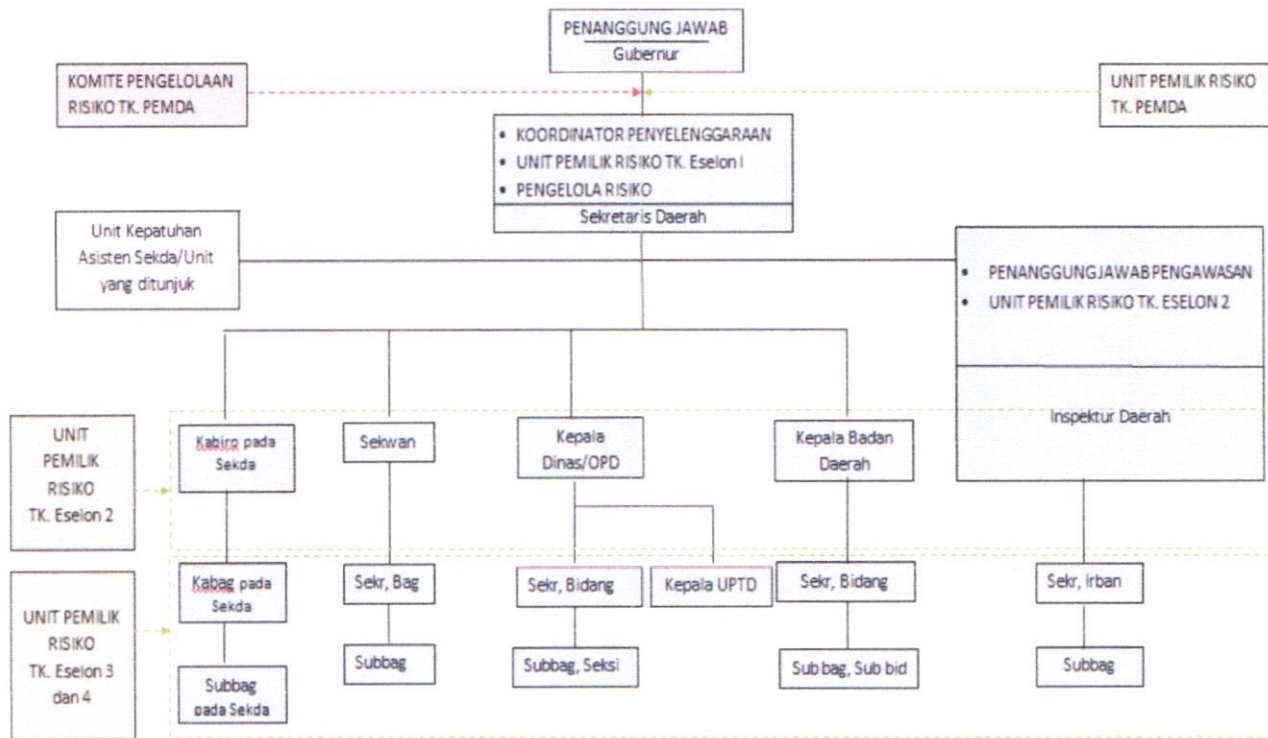 PENANGGUNG JAWAB
Gubernur
KOMITE PENGELOLAAN
RISIKO TK. PEMDA
UNIT PEMILIK RISIKO
TK. PEMDA
• KOORDINATOR PENYELENGGARAAN
• UNIT PEMILIK RISIKO TK. Eselon I
• PENGELOLA RISIKO
Sekretaris Daerah
Unit Kepatuhan
Asisten Sekda/Unit
yang ditunjuk
• PENANGGUNG JAWAB PENGAWASAN
• UNIT PEMILIK RISIKO TK. ESELON 2
Inspektur Daerah
UNIT
PEMILIK
RISIKO
TK. Eselon 2
Kabiro pada
Sekda
Sekwan
Kepala
Dinas/OPD
Kepala Badan
Daerah
UNIT PEMILIK
RISIKO
TK. Eselon 3
dan 4
Kabag pada
Sekda
Sekr, Bag
Sekr, Bidang
Kepala UPTD
Sekr, Bidang
Sekr, Irban
Subbag
pada Sekda
Subbag
Subbag, Seksi
Sub bag, Sub bid
Subbag